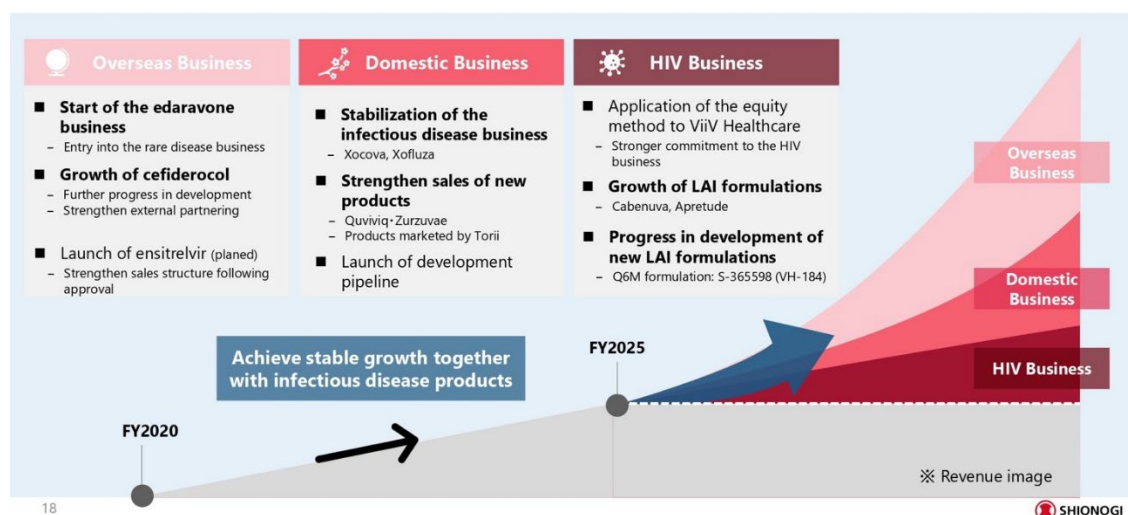 Overseas Business
■ Start of the edaravone
business
– Entry into the rare disease business
■ Growth of cefiderocol
– Further progress in development
– Strengthen external partnering
■ Launch of ensitrelvir (planed)
– Strengthen sales structure following
approval
Domestic Business
■ Stabilization of the
infectious disease business
– Xocova, Xofluza
■ Strengthen sales of new
products
– Quviviq・Zurzuvae
– Products marketed by Torii
■ Launch of development
pipeline
HIV Business
■ Application of the equity
method to ViiV Healthcare
– Stronger commitment to the HIV
business
■ Growth of LAI formulations
– Cabenuva, Apretude
■ Progress in development of
new LAI formulations
– Q6M formulation: S-365598 (VH-184)
Overseas
Business
Domestic
Business
HIV Business
Achieve stable growth together
with infectious disease products
FY2025
FY2020
※ Revenue image
18
SHIONOGI